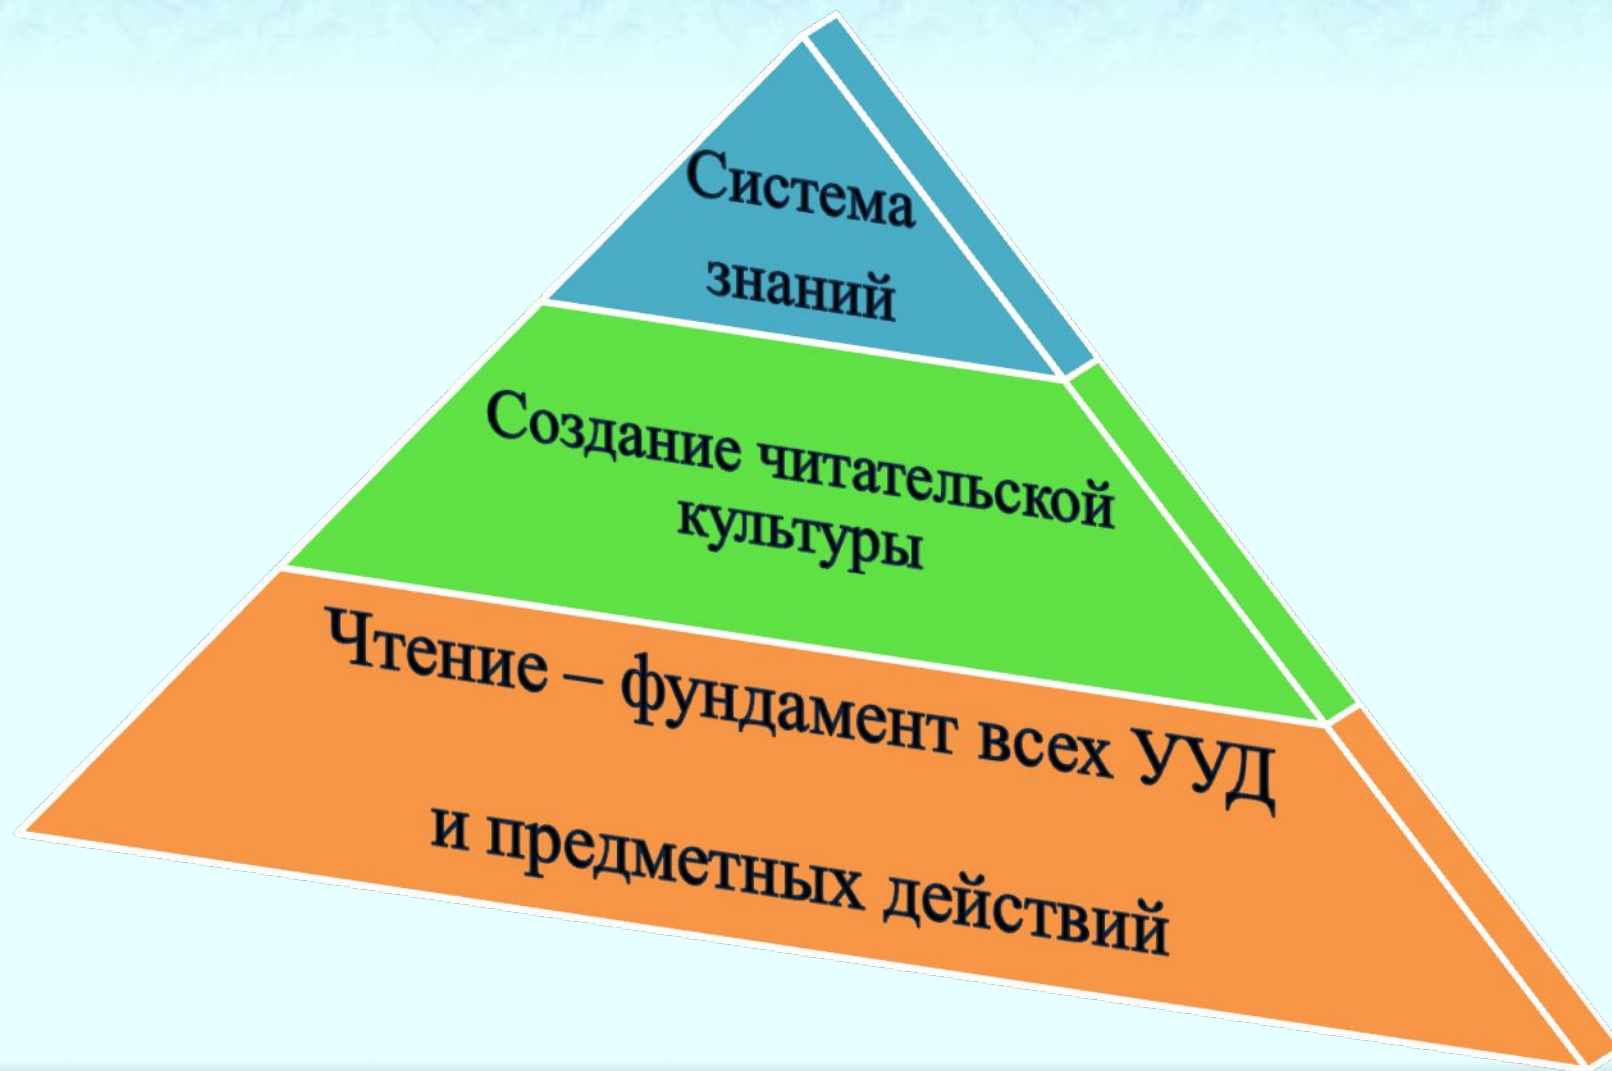 Система
знаний
Создание читательской
культуры
Чтение – фундамент всех УУД
и предметных действий